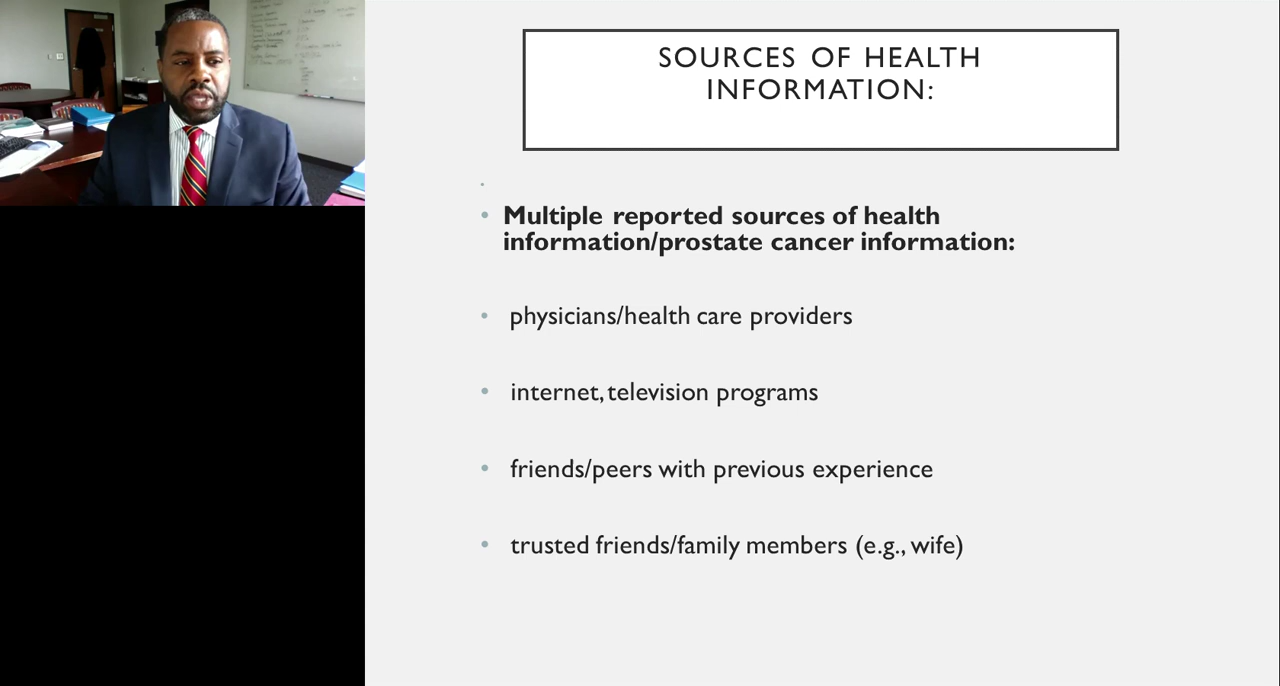 SOURCES OF HEALTH
INFORMATION:
Multiple reported sources of health
information/prostate cancer information:
physicians/health care providers
internet, television programs
friends/peers with previous experience
trusted friends/family members (e.g., wife)